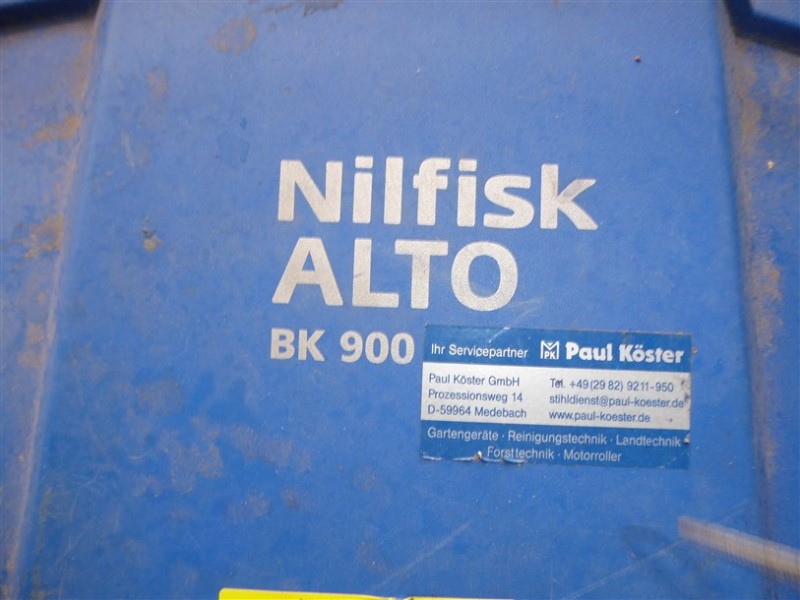 Nilfisk
ALTO
BK 900
Ihr Servicepartner PK Paul Köster
Paul Köster GmbH Tel. +49 (29 82) 9211-950
Prozessionsweg 14 stihldienst@paul-koester.de
D-59964 Medebach www.paul-koester.de
Gartengeräte · Reinigungstechnik · Landtechnik
Forsttechnik · Motorroller